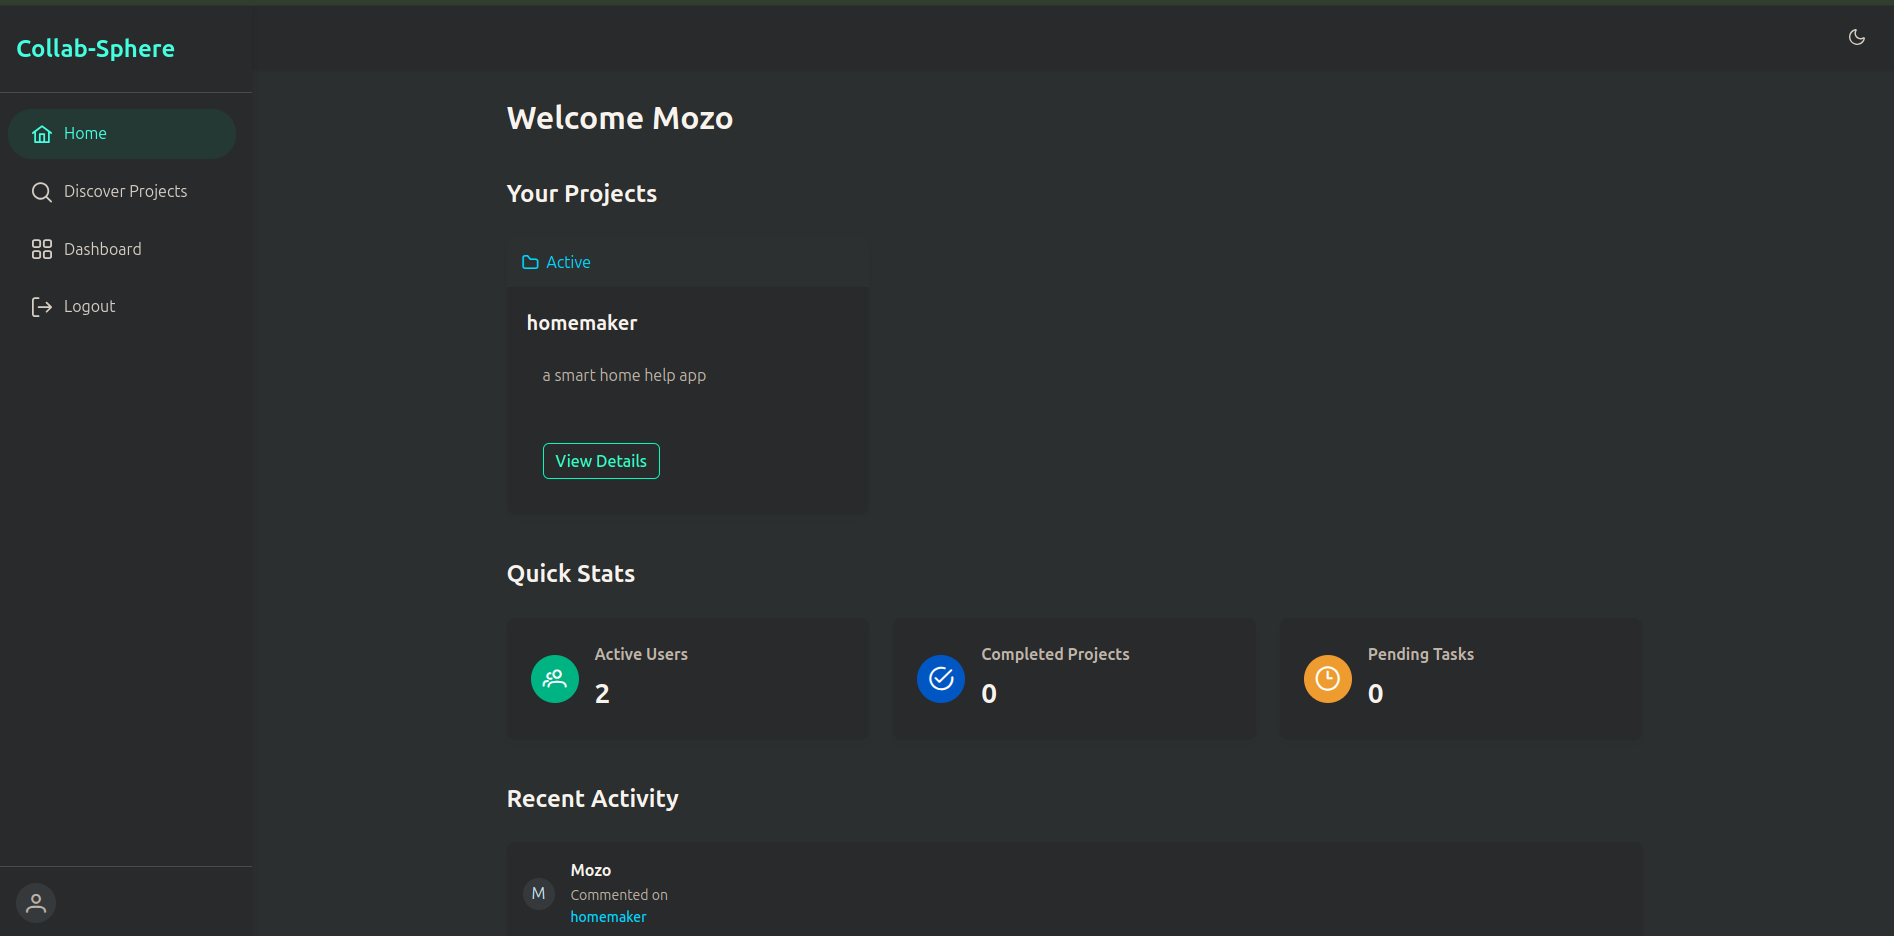 Collab-Sphere
Home
Discover Projects
Dashboard
Logout
Welcome Mozo
Your Projects
Active
homemaker
a smart home help app
View Details
Quick Stats
Active Users
2
Completed Projects
0
Pending Tasks
0
Recent Activity
M
Mozo
Commented on
homemaker